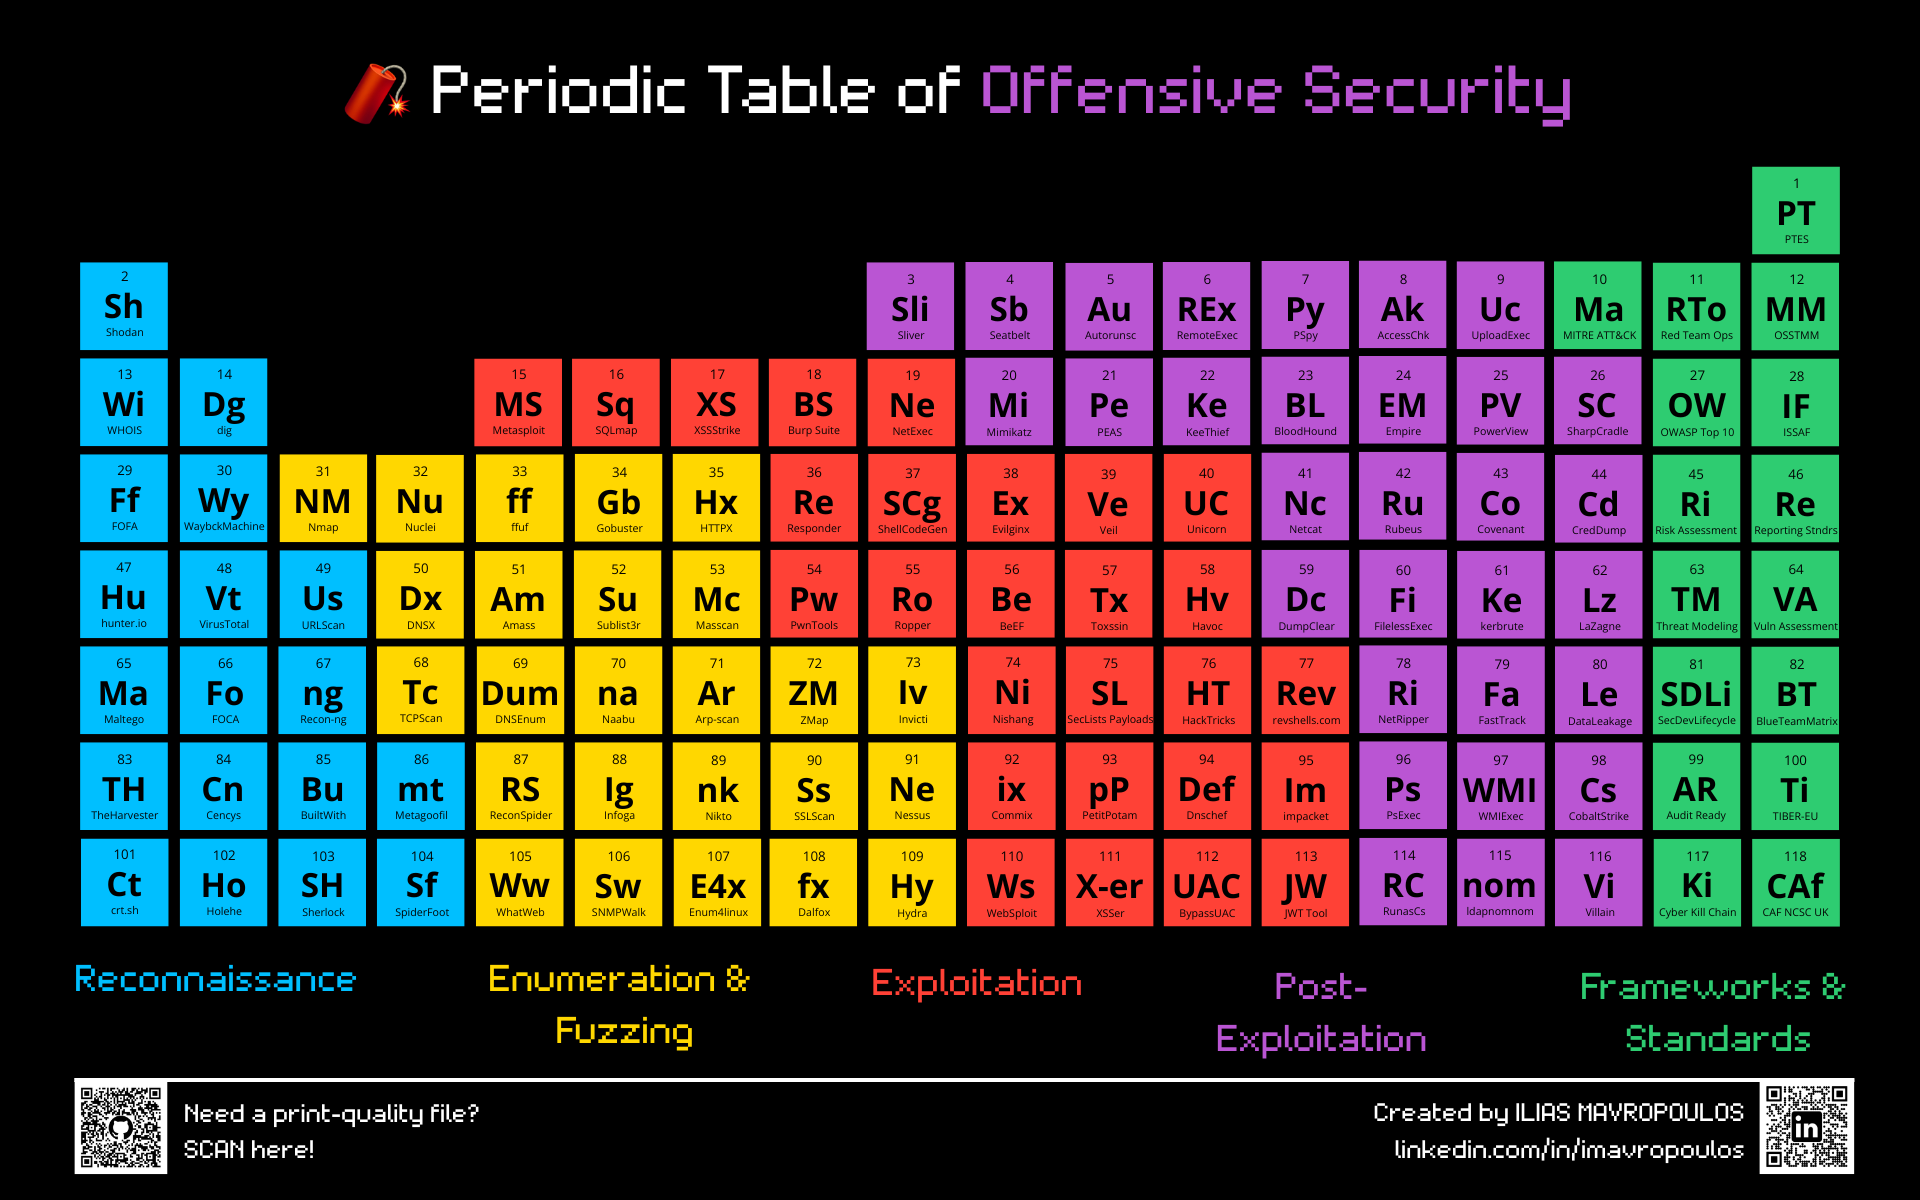 Periodic Table of Offensive Security
1
PT
PTES
2
Sh
Shodan
3
Sli
Sliver
4
Sb
Seatbelt
5
Au
Autorunsc
6
REx
RemoteExec
7
Py
PSpy
8
Ak
AccessChk
9
Uc
UploadExec
10
Ma
MITRE ATT&CK
11
RTo
Red Team Ops
12
MM
OSSTMM
13
Wi
WHOIS
14
Dg
dig
15
MS
Metasploit
16
Sq
SQLmap
17
XS
XSSStrike
18
BS
Burp Suite
19
Ne
NetExec
20
Mi
Mimikatz
21
Pe
PEAS
22
Ke
KeeThief
23
BL
BloodHound
24
EM
Empire
25
PV
PowerView
26
SC
SharpCradle
27
OW
OWASP Top 10
28
IF
ISSAF
29
Ff
FOFA
30
Wy
WaybckMachine
31
NM
Nmap
32
Nu
Nuclei
33
ff
ffuf
34
Gb
Gobuster
35
Hx
HTTPX
36
Re
Responder
37
SCg
ShellCodeGen
38
Ex
Evilginx
39
Ve
Veil
40
UC
Unicorn
41
Nc
Netcat
42
Ru
Rubeus
43
Co
Covenant
44
Cd
CredDump
45
Ri
Risk Assessment
46
Re
Reporting Stndrs
47
Hu
hunter.io
48
Vt
VirusTotal
49
Us
URLScan
50
Dx
DNSX
51
Am
Amass
52
Su
Sublist3r
53
Mc
Masscan
54
Pw
PwnTools
55
Ro
Ropper
56
Be
BeEF
57
Tx
Toxssin
58
Hv
Havoc
59
Dc
DumpClear
60
Fi
FilelessExec
61
Ke
kerbrute
62
Lz
LaZagne
63
TM
Threat Modeling
64
VA
Vuln Assessment
65
Ma
Maltego
66
Fo
FOCA
67
ng
Recon-ng
68
Tc
TCPScan
69
Dum
DNSEnum
70
na
Naabu
71
Ar
Arp-scan
72
ZM
ZMap
73
Iv
Invicti
74
Ni
Nishang
75
SL
SecLists Payloads
76
HT
HackTricks
77
Rev
revshells.com
78
Ri
NetRipper
79
Fa
FastTrack
80
Le
DataLeakage
81
SDLi
SecDevLifecycle
82
BT
BlueTeamMatrix
83
TH
TheHarvester
84
Cn
Cencys
85
Bu
BuiltWith
86
mt
Metagoofil
87
RS
ReconSpider
88
Ig
Infoga
89
nk
Nikto
90
Ss
SSLScan
91
Ne
Nessus
92
ix
Commix
93
pP
PetitPotam
94
Def
Dnschef
95
Im
impacket
96
Ps
PsExec
97
WMI
WMIExec
98
Cs
CobaltStrike
99
AR
Audit Ready
100
Ti
TIBER-EU
101
Ct
crt.sh
102
Ho
Holehe
103
SH
Sherlock
104
Sf
SpiderFoot
105
Ww
WhatWeb
106
Sw
SNMPWalk
107
E4x
Enum4linux
108
fx
Dalfox
109
Hy
Hydra
110
Ws
WebSploit
111
X-er
XSSer
112
UAC
BypassUAC
113
JW
JWT Tool
114
RC
RunasCs
115
nom
ldapnomnom
116
Vi
Villain
117
Ki
Cyber Kill Chain
118
CAf
CAF NCSC UK
Reconnaissance
Enumeration &
Fuzzing
Exploitation
Post-
Exploitation
Frameworks &
Standards
Need a print-quality file?
SCAN here!
Created by ILIAS MAVROPOULOS
linkedin.com/in/imavropoulos
in